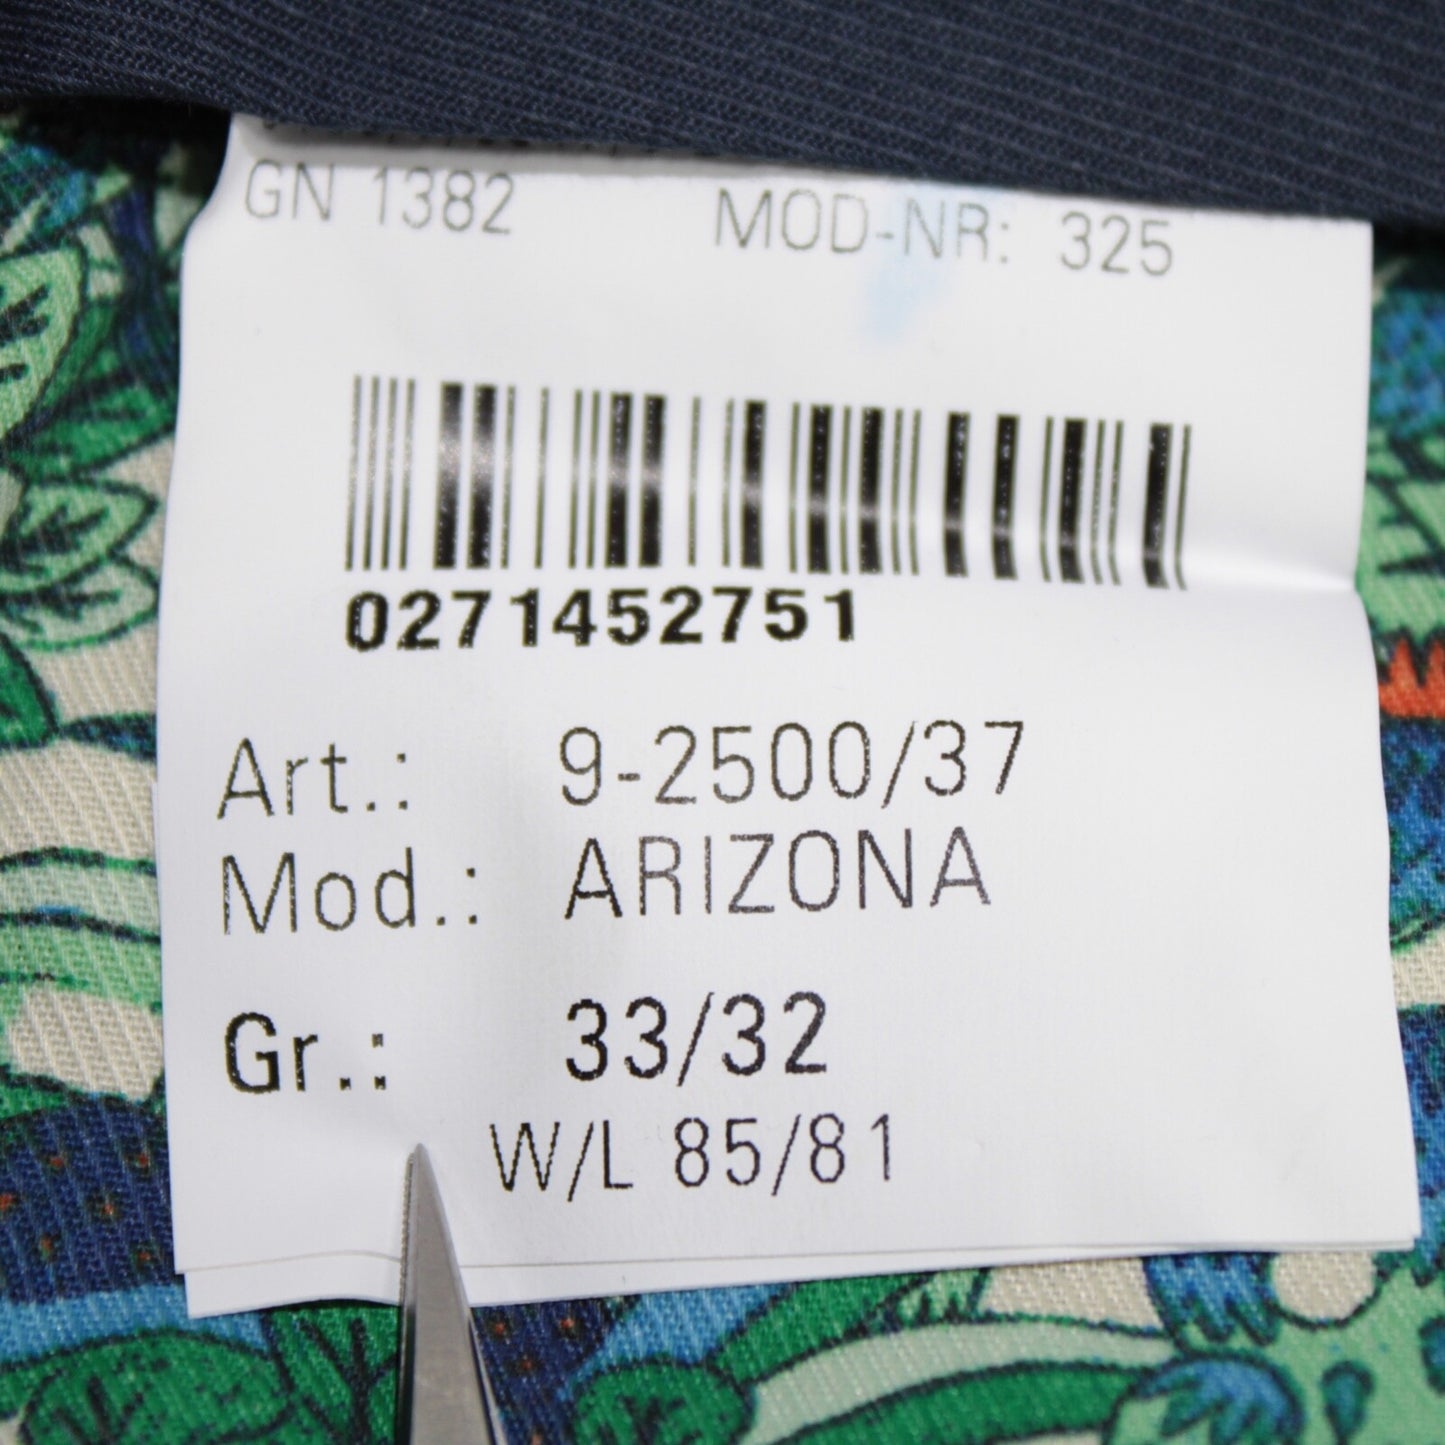 GN 1382 MOD-NR: 325
0271452751
Art.: 9-2500/37
Mod.: ARIZONA
Gr.: 33/32
W/L 85/81